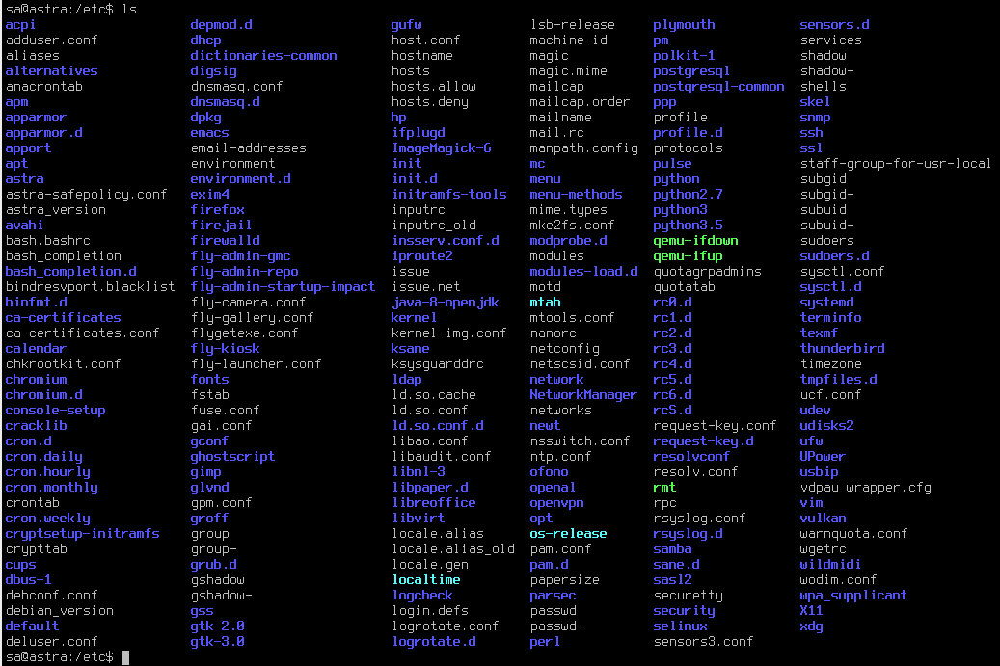 sa@astra:/etc$ ls
acpi depmod.d gufw lsb-release plymouth sensors.d
adduser.conf dhcp host.conf machine-id pm services
aliases dictionaries-common hostname magic polkit-1 shadow
alternatives digsig hosts magic.mime postgresql shadow-
anacrontab dnsmasq.conf hosts.allow mailcap postgresql-common shells
apm dnsmasq.d hosts.deny mailcap.order ppp skel
apparmor dpkg hp mailname profile snmp
apparmor.d emacs ifplugd mail.rc profile.d ssh
apport email-addresses ImageMagick-6 manpath.config protocols ssl
apt environment init mc pulse staff-group-for-usr-local
astra environment.d init.d menu python subgid
astra-safepolicy.conf exim4 initramfs-tools menu-methods python2.7 subgid-
astra_version firefox inputrc mime.types python3 subuid
avahi firejail inputrc_old mke2fs.conf python3.5 subuid-
bash.bashrc firewalld insserv.conf.d modprobe.d qemu-ifdown sudoers
bash_completion fly-admin-gmc iproute2 modules qemu-ifup sudoers.d
bash_completion.d fly-admin-repo issue modules-load.d quotagrpadmins sysctl.conf
bindresvport.blacklist fly-admin-startup-impact issue.net motd quotatab sysctl.d
binfmt.d fly-camera.conf java-8-openjdk mtab rc0.d systemd
ca-certificates fly-gallery.conf kernel mtools.conf rc1.d terminfo
ca-certificates.conf flygetexe.conf kernel-img.conf nanorc rc2.d texmf
calendar fly-kiosk ksane netconfig rc3.d thunderbird
chkrootkit.conf fly-launcher.conf ksysguarddrc netscsid.conf rc4.d timezone
chromium fonts ldap network rc5.d tmpfiles.d
chromium.d fstab ld.so.cache NetworkManager rc6.d ucf.conf
console-setup fuse.conf ld.so.conf networks rcS.d udev
cracklib gai.conf ld.so.conf.d newt request-key.conf udisks2
cron.d gconf libao.conf nsswitch.conf request-key.d ufw
cron.daily ghostscript libaudit.conf ntp.conf resolvconf UPower
cron.hourly gimp libnl-3 ofono resolv.conf usbip
cron.monthly glvnd libpaper.d openal rmt vdpau_wrapper.cfg
crontab gpm.conf libreoffice openvpn rpc vim
cron.weekly groff libvirt opt rsyslog.conf vulkan
cryptsetup-initramfs group locale.alias os-release rsyslog.d warnquota.conf
crypttab group- locale.alias_old pam.conf samba wgetrc
cups grub.d locale.gen pam.d sane.d wildmidi
dbus-1 gshadow localtime papersize sasl2 wodim.conf
debconf.conf gshadow- logcheck parsec securetty wpa_supplicant
debian_version gss login.defs passwd security X11
default gtk-2.0 logrotate.conf passwd- selinux xdg
deluser.conf gtk-3.0 logrotate.d perl sensors3.conf
sa@astra:/etc$